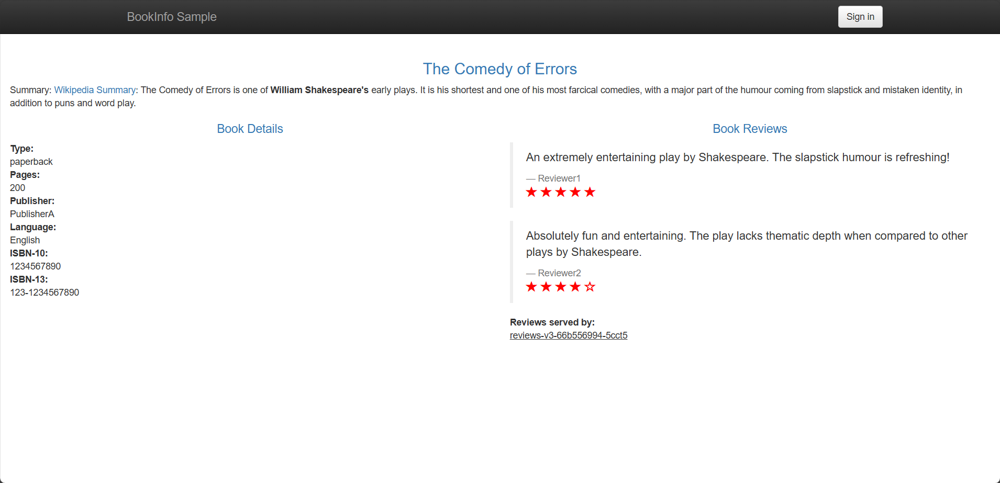 BookInfo Sample
Sign in
The Comedy of Errors
Summary: Wikipedia Summary: The Comedy of Errors is one of William Shakespeare's early plays. It is his shortest and one of his most farcical comedies, with a major part of the humour coming from slapstick and mistaken identity, in
addition to puns and word play.
Book Details
Type:
paperback
Pages:
200
Publisher:
PublisherA
Language:
English
ISBN-10:
1234567890
ISBN-13:
123-1234567890
Book Reviews
An extremely entertaining play by Shakespeare. The slapstick humour is refreshing!
— Reviewer1
★ ★ ★ ★ ★
Absolutely fun and entertaining. The play lacks thematic depth when compared to other
plays by Shakespeare.
— Reviewer2
★ ★ ★ ★ ☆
Reviews served by:
reviews-v3-66b556994-5cct5